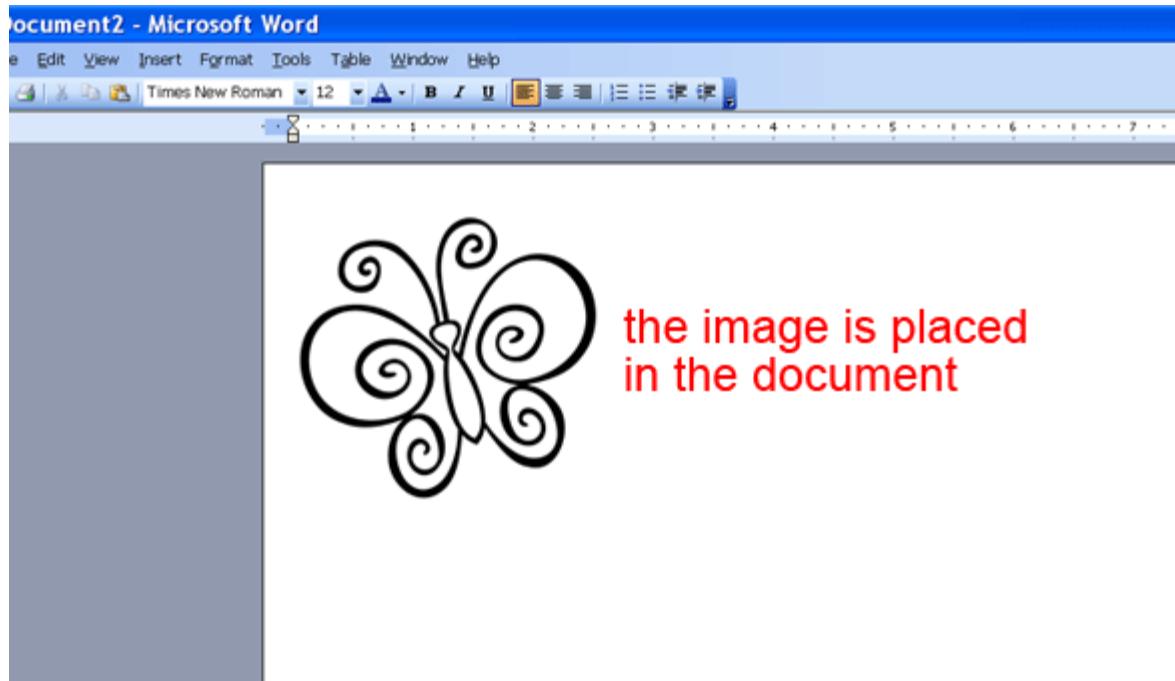 Document2 - Microsoft Word
e Edit View Insert Format Tools Table Window Help
Times New Roman 12 A B I U
1 2 3 4 5 6 7
the image is placed
in the document